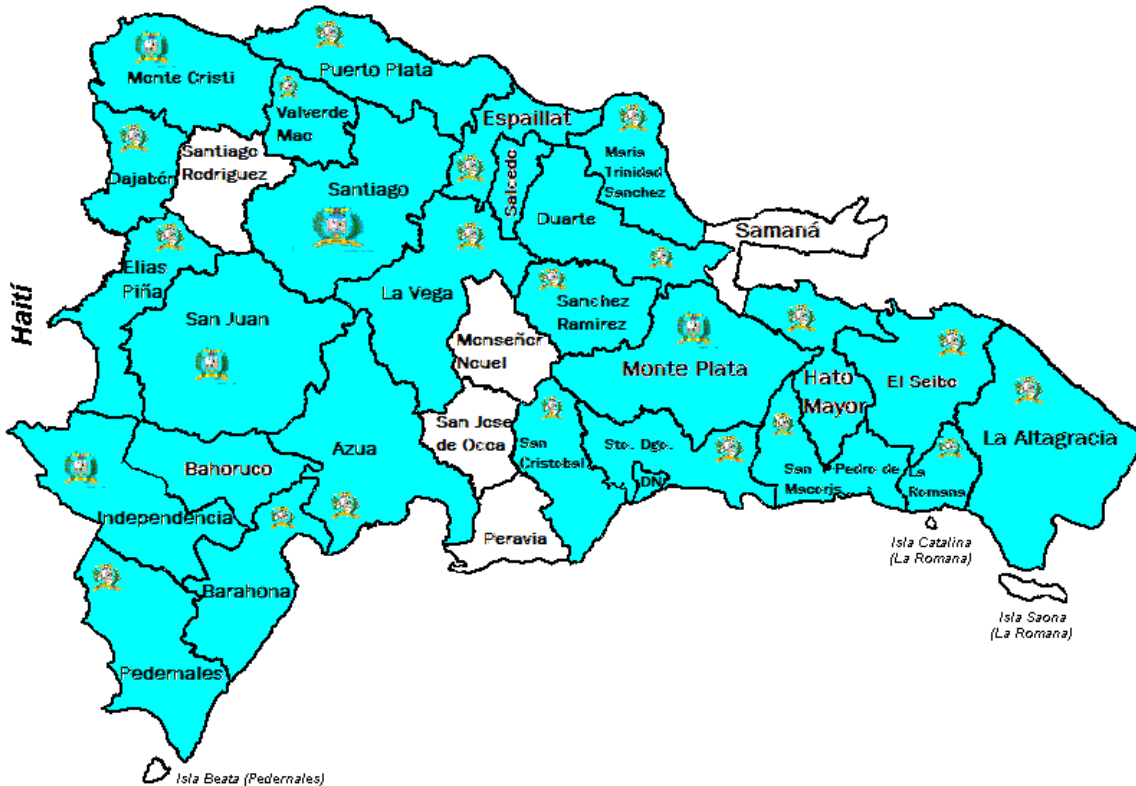 Monte Cristi
Puerto Plata
Valverde
Mao
Espaillat
Santiago
Rodriguez
Dajabón
Santiago
Salcedo
Maria
Trinidad
Sanchez
Duarte
Samaná
Elias
Piña
Haití
San Juan
La Vega
Sanchez
Ramirez
Monseñor
Nouel
Monte Plata
Hato
Mayor
El Seibo
La Altagracia
San Jose
de Occa
Azua
San
Cristobal
Sto. Dgo.
DN
San
Pedro de
Macoris
La
Romana
Bahoruco
Independencia
Peravia
Barahona
Pedernales
Isla Catalina
(La Romana)
Isla Saona
(La Romana)
Isla Beata (Pedernales)